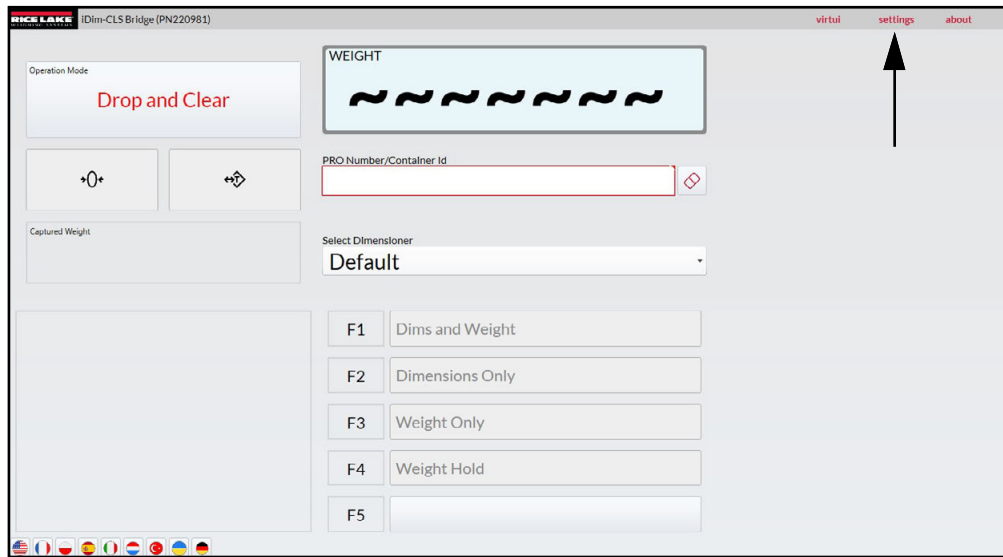 RICE LAKE
WEIGHING SYSTEMS
iDim-CLS Bridge (PN220981)
virtui
settings
about
Operation Mode
Drop and Clear
WEIGHT
~~~~~~~
PRO Number/Container Id
Captured Weight
Select DImensIoner
Default
F1 Dims and Weight
F2 Dimensions Only
F3 Weight Only
F4 Weight Hold
F5